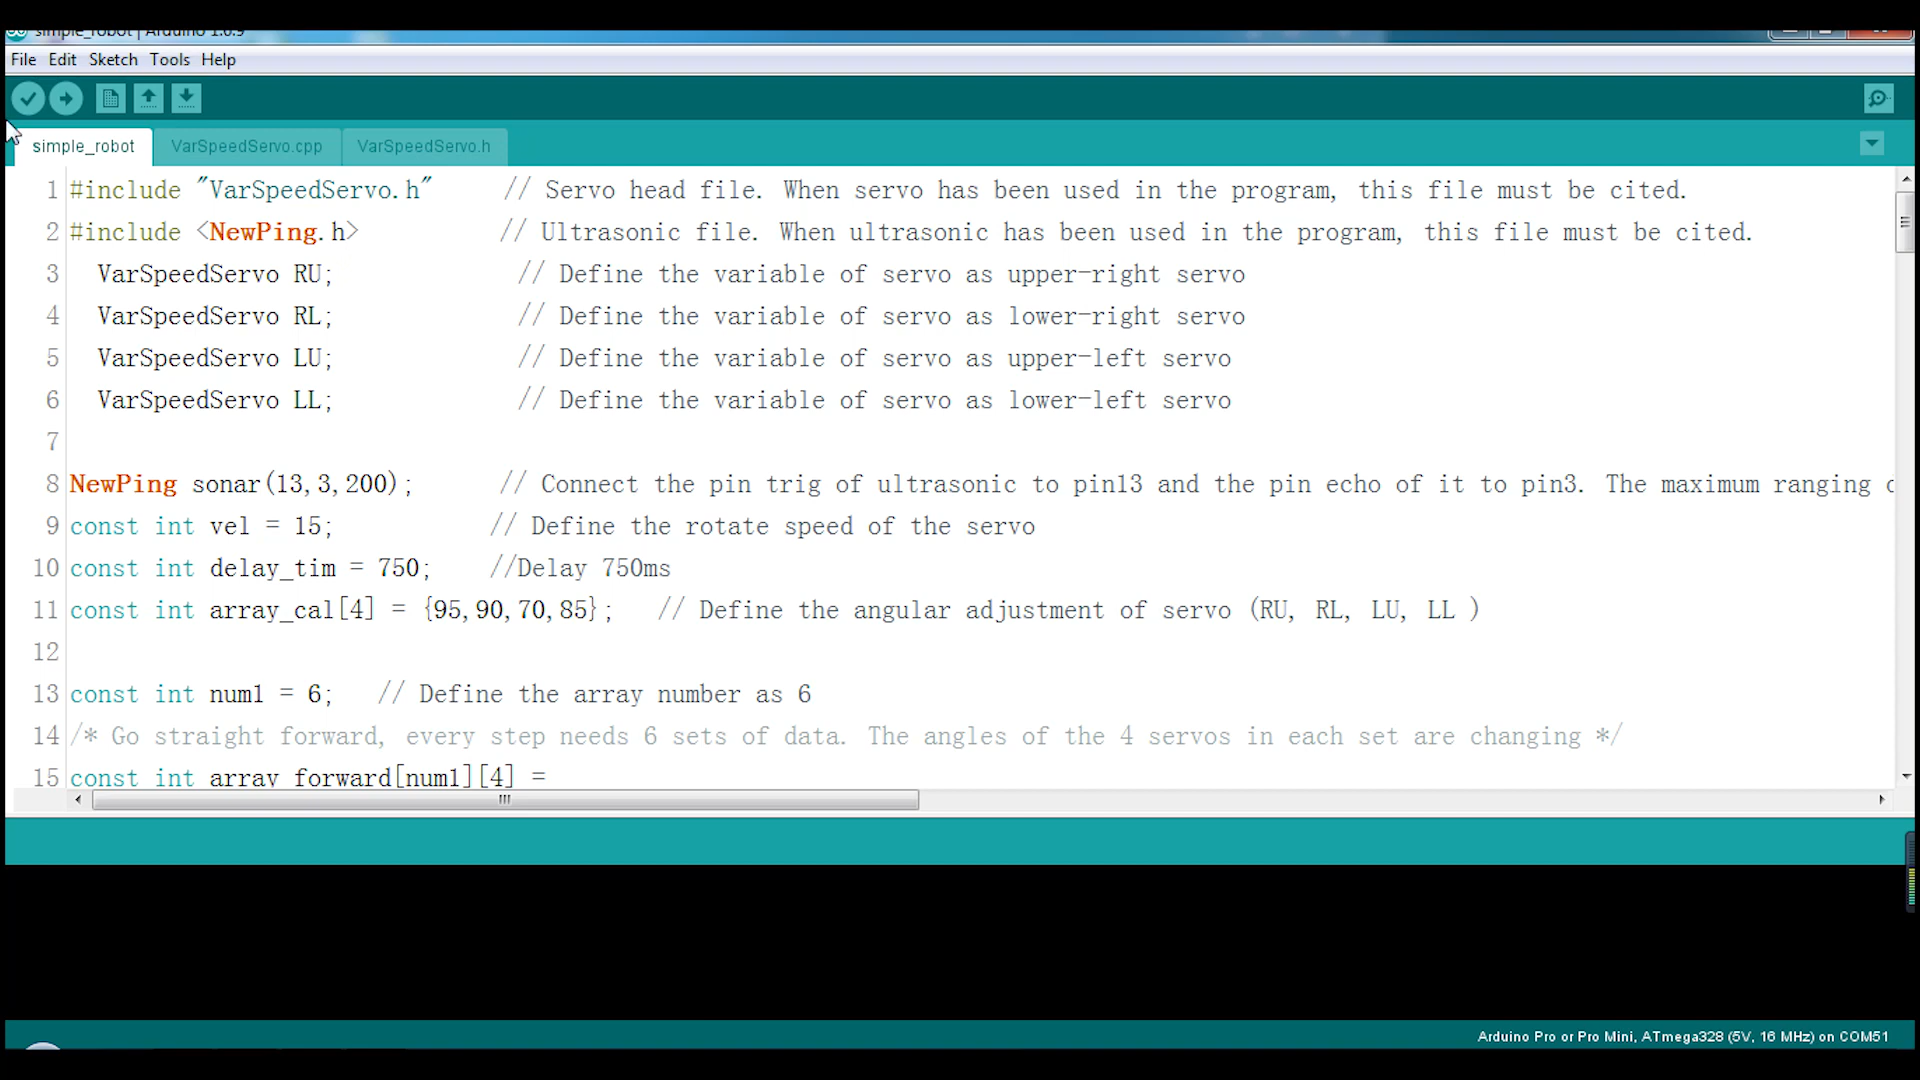 simple_robot | Arduino 1.6.9
File Edit Sketch Tools Help
simple_robot VarSpeedServo.cpp VarSpeedServo.h
1 #include "VarSpeedServo.h" // Servo head file. When servo has been used in the program, this file must be cited.
2 #include <NewPing.h> // Ultrasonic file. When ultrasonic has been used in the program, this file must be cited.
3 VarSpeedServo RU; // Define the variable of servo as upper-right servo
4 VarSpeedServo RL; // Define the variable of servo as lower-right servo
5 VarSpeedServo LU; // Define the variable of servo as upper-left servo
6 VarSpeedServo LL; // Define the variable of servo as lower-left servo
7
8 NewPing sonar(13,3,200); // Connect the pin trig of ultrasonic to pin13 and the pin echo of it to pin3. The maximum ranging
9 const int vel = 15; // Define the rotate speed of the servo
10 const int delay_tim = 750; //Delay 750ms
11 const int array_cal[4] = {95,90,70,85}; // Define the angular adjustment of servo (RU, RL, LU, LL )
12
13 const int num1 = 6; // Define the array number as 6
14 /* Go straight forward, every step needs 6 sets of data. The angles of the 4 servos in each set are changing */
15 const int array_forward[num1][4] =
Arduino Pro or Pro Mini, ATmega328 (5V, 16 MHz) on COM51